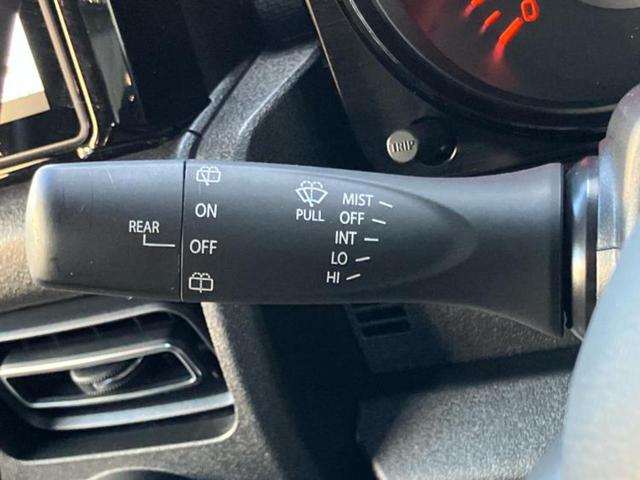 TRIP
REAR
ON
OFF
PULL
MIST
OFF
INT
LO
HI